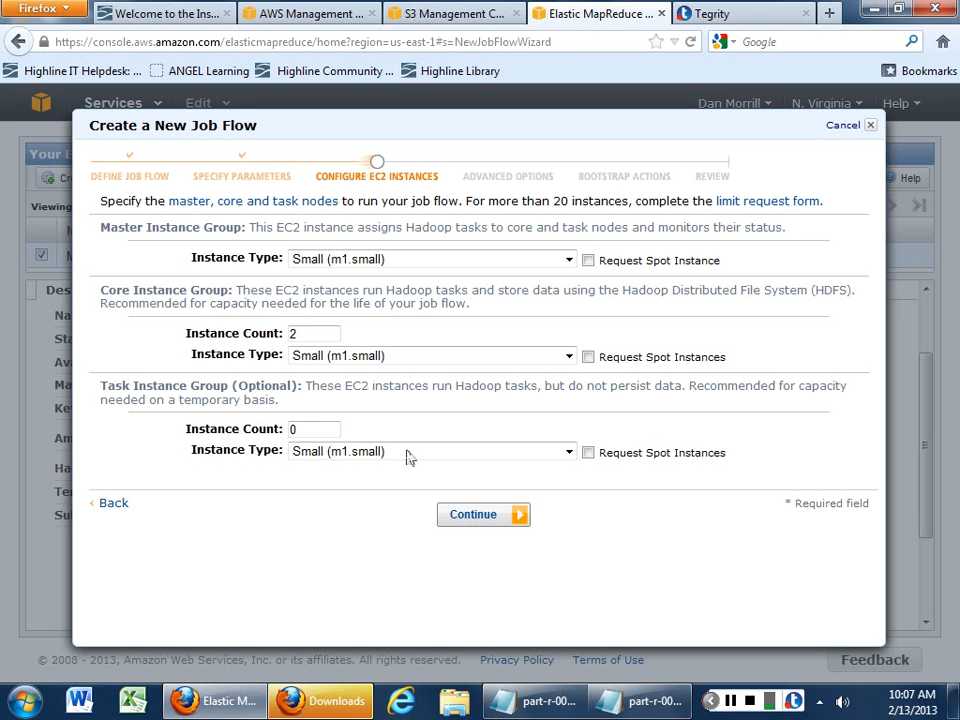 Firefox
Welcome to the Ins...
AWS Management ...
S3 Management C...
Elastic MapReduce ...
Tegrity
https://console.aws.amazon.com/elasticmapreduce/home?region=us-east-1#s=NewJobFlowWizard
Google
Highline IT Helpdesk: ...
ANGEL Learning
Highline Community ...
Highline Library
Bookmarks
Services
Edit
Dan Morrill
N. Virginia
Help
Create a New Job Flow
Cancel
Your E
DEFINE JOB FLOW
SPECIFY PARAMETERS
CONFIGURE EC2 INSTANCES
ADVANCED OPTIONS
BOOTSTRAP ACTIONS
REVIEW
Help
Viewing
Specify the master, core and task nodes to run your job flow. For more than 20 instances, complete the limit request form.
Master Instance Group: This EC2 instance assigns Hadoop tasks to core and task nodes and monitors their status.
Instance Type: Small (m1.small)
Request Spot Instance
Core Instance Group: These EC2 instances run Hadoop tasks and store data using the Hadoop Distributed File System (HDFS).
Recommended for capacity needed for the life of your job flow.
Instance Count: 2
Instance Type: Small (m1.small)
Request Spot Instances
Task Instance Group (Optional): These EC2 instances run Hadoop tasks, but do not persist data. Recommended for capacity
needed on a temporary basis.
Instance Count: 0
Instance Type: Small (m1.small)
Request Spot Instances
Back
* Required field
Continue
© 2008 - 2013, Amazon Web Services, Inc. or its affiliates. All rights reserved.
Privacy Policy
Terms of Use
Feedback
Elastic M...
Downloads
part-r-00...
part-r-00...
10:07 AM
2/13/2013